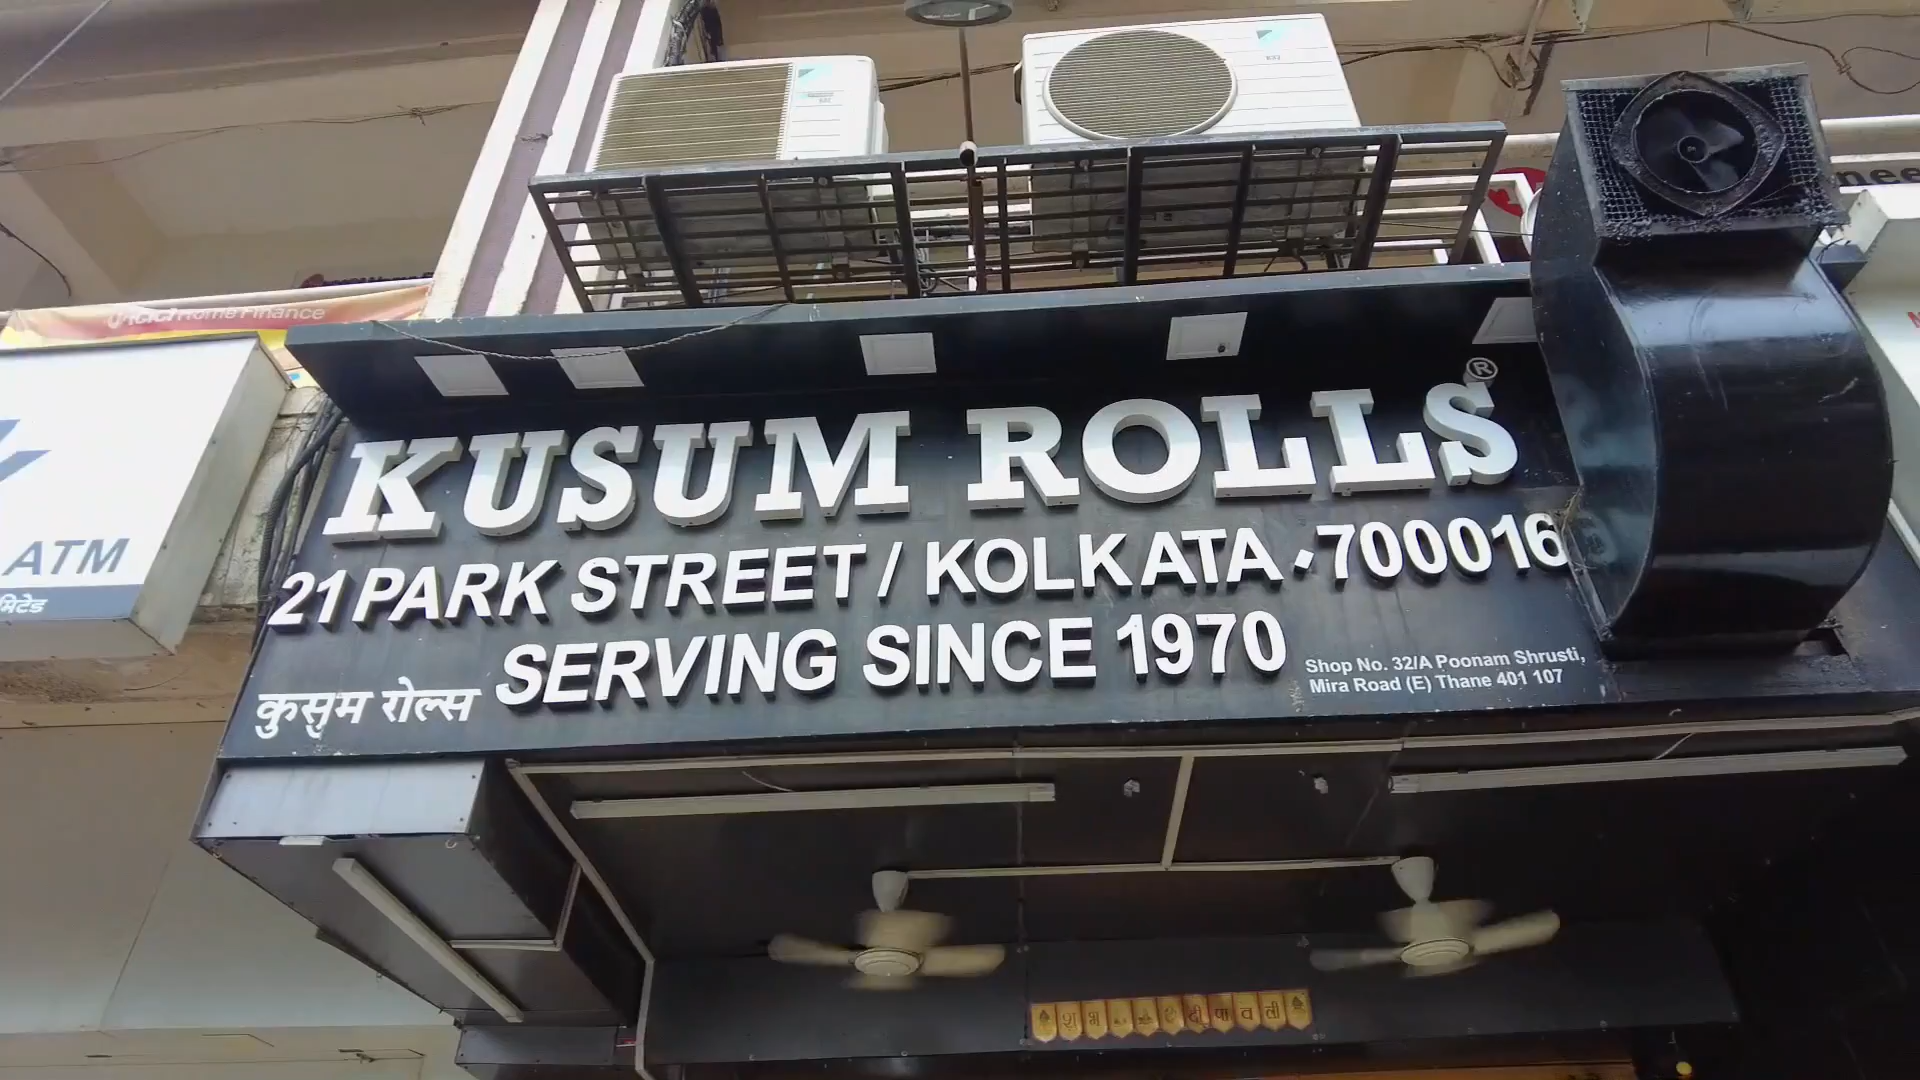 ICICI Home Finance
ATM
मिटेड
KUSUM ROLLS®
21 PARK STREET / KOLKATA • 700016
SERVING SINCE 1970
कुसुम रोल्स
Shop No. 32/A Poonam Shrusti,
Mira Road (E) Thane 401 107
शुभ दीपावली